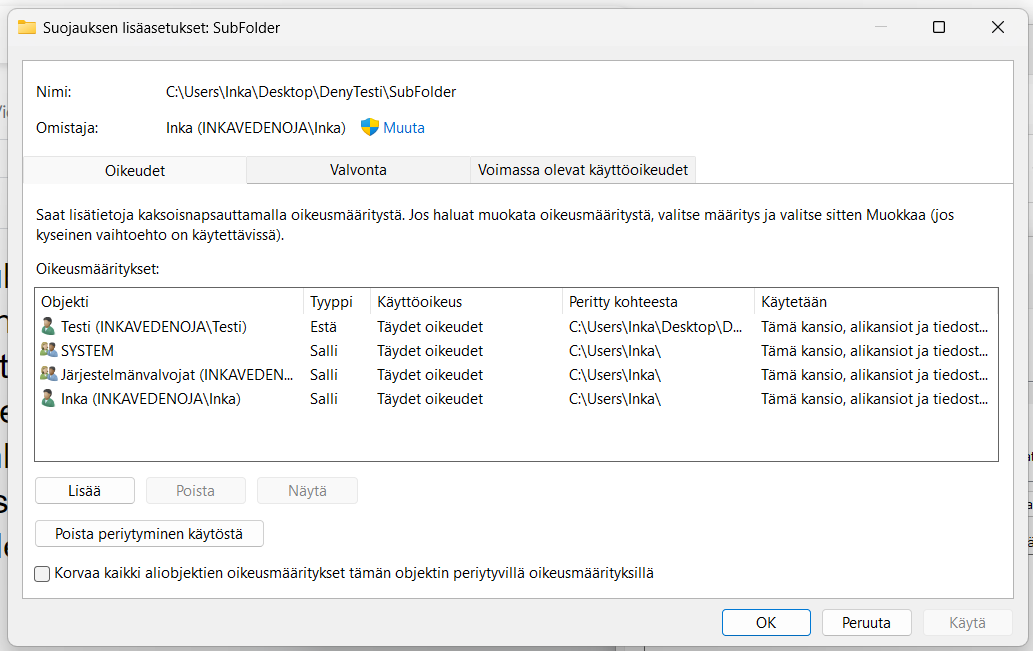 Suojauksen lisäasetukset: SubFolder
Nimi: C:\Users\Inka\Desktop\DenyTesti\SubFolder
Omistaja: Inka (INKAVEDENOJA\Inka) Muuta
Oikeudet Valvonta Voimassa olevat käyttöoikeudet
Saat lisätietoja kaksoisnapsauttamalla oikeusmääritystä. Jos haluat muokata oikeusmääritystä, valitse määritys ja valitse sitten Muokkaa (jos
kyseinen vaihtoehto on käytettävissä).
Oikeusmääritykset:
Objekti Tyyppi Käyttöoikeus Peritty kohteesta Käytetään
Testi (INKAVEDENOJA\Testi) Estä Täydet oikeudet C:\Users\Inka\Desktop\D... Tämä kansio, alikansiot ja tiedost...
SYSTEM Salli Täydet oikeudet C:\Users\Inka\ Tämä kansio, alikansiot ja tiedost...
Järjestelmänvalvojat (INKAVEDEN... Salli Täydet oikeudet C:\Users\Inka\ Tämä kansio, alikansiot ja tiedost...
Inka (INKAVEDENOJA\Inka) Salli Täydet oikeudet C:\Users\Inka\ Tämä kansio, alikansiot ja tiedost...
Lisää Poista Näytä
Poista periytyminen käytöstä
Korvaa kaikki aliobjektien oikeusmääritykset tämän objektin periytyvillä oikeusmäärityksillä
OK Peruuta Käytä